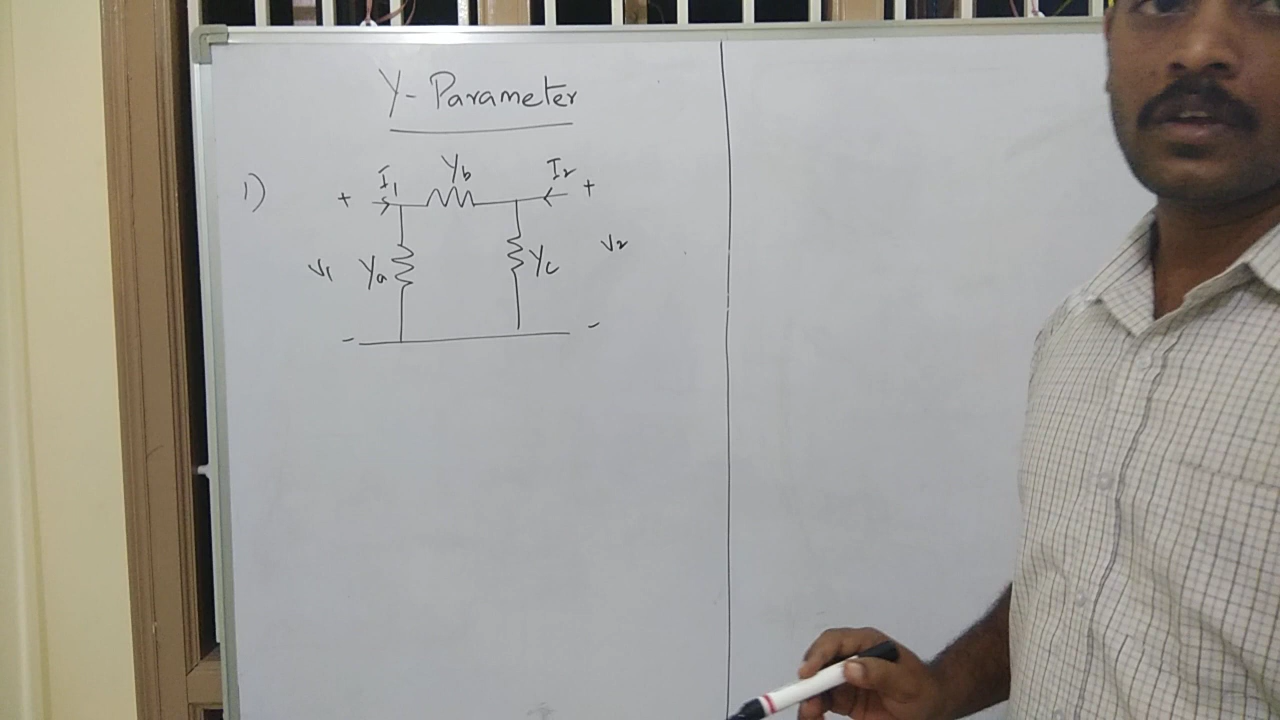 Y-Parameter
1)
+ I1 Yb I2 +
V1 Ya Yc V2
- -